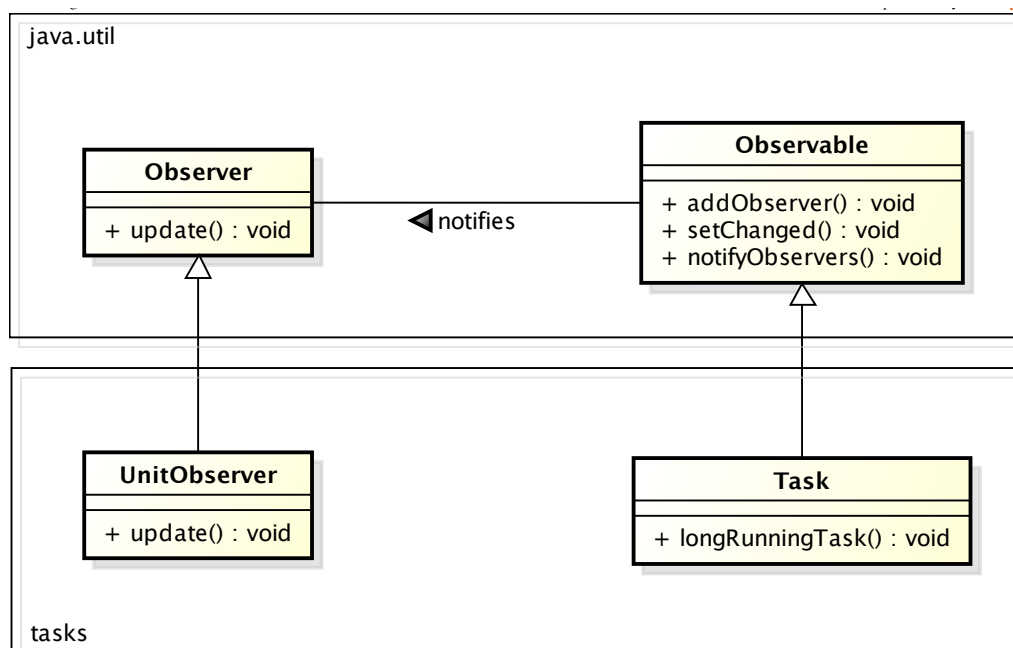 java.util
Observer
+ update() : void
Observable
+ addObserver() : void
+ setChanged() : void
+ notifyObservers() : void
notifies
UnitObserver
+ update() : void
Task
+ longRunningTask() : void
tasks